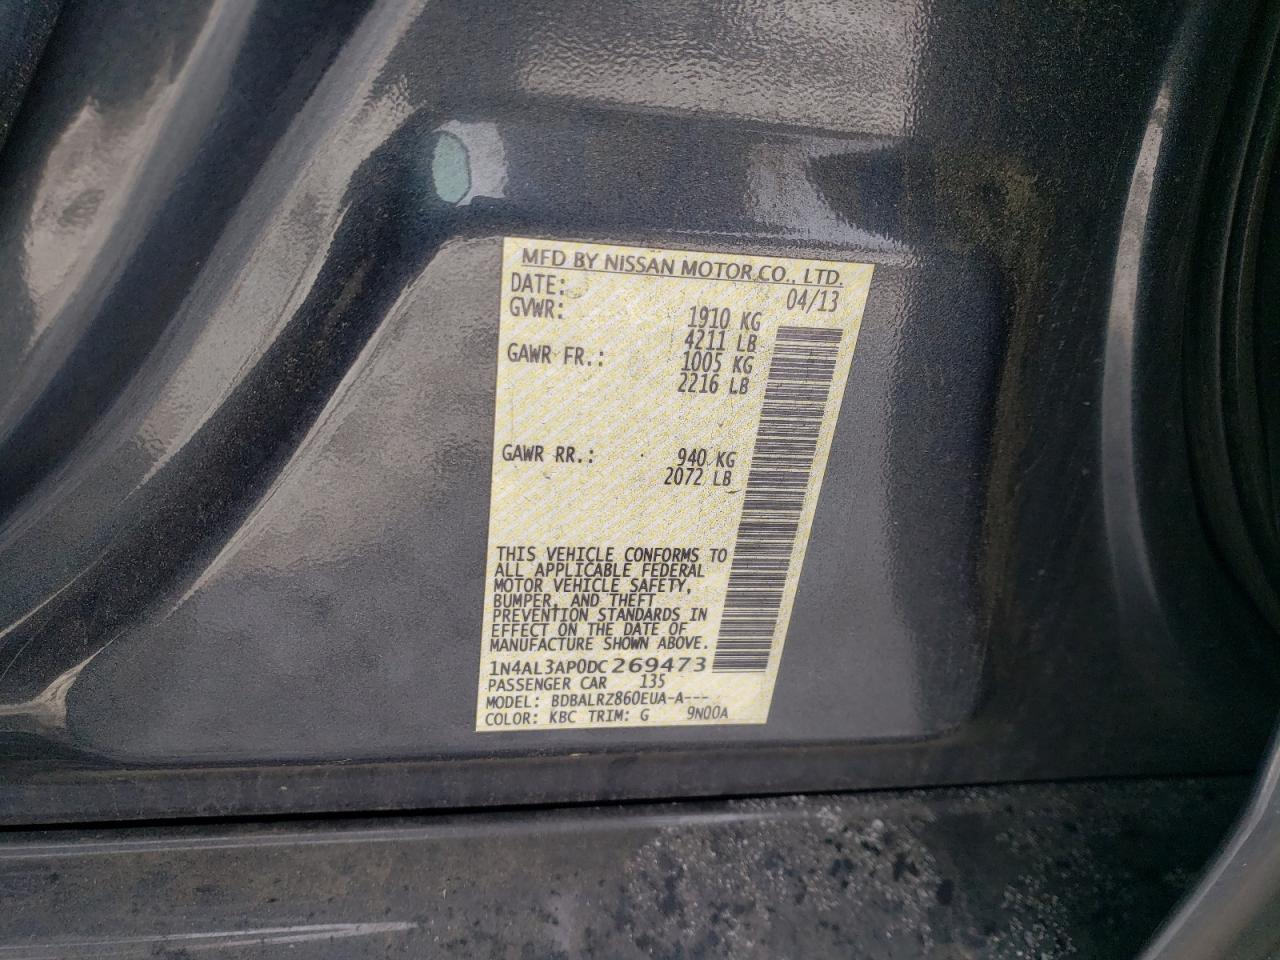 MFD BY NISSAN MOTOR CO., LTD.
DATE: 04/13
GVWR: 1910 KG
4211 LB
GAWR FR.: 1005 KG
2216 LB
GAWR RR.: 940 KG
2072 LB
THIS VEHICLE CONFORMS TO
ALL APPLICABLE FEDERAL
MOTOR VEHICLE SAFETY,
BUMPER, AND THEFT
PREVENTION STANDARDS IN
EFFECT ON THE DATE OF
MANUFACTURE SHOWN ABOVE.
1N4AL3AP0DC269473
PASSENGER CAR 135
MODEL: BDBALRZ860EUA-A---
COLOR: KBC TRIM: G 9N00A